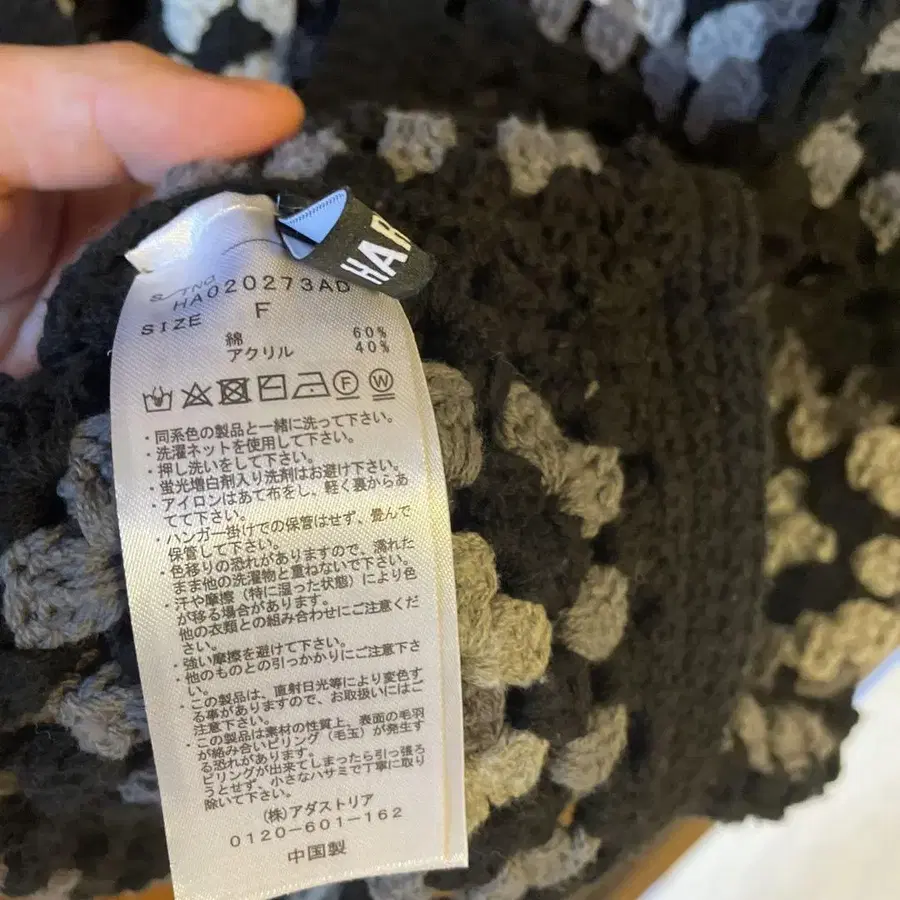 HAR
S/TNO
HA020273AD
SIZE F
綿 60%
アクリル 40%
F W
・同系色の製品と一緒に洗って下さい。
・洗濯ネットを使用して下さい。
・押し洗いをして下さい。
・蛍光増白剤入り洗剤はお避け下さい。
・アイロンはあて布をし、軽く裏からあ
てて下さい。
・ハンガー掛けでの保管はせず、畳んで
保管して下さい。
・色移りの恐れがありますので、濡れた
まま他の洗濯物と重ねないで下さい。
・汗や摩擦（特に湿った状態）により色
が移る場合があります。
他の衣類との組み合わせにご注意くだ
さい。
・強い摩擦を避けて下さい。
・他のものとの引っかかりにご注意下さ
い。
・この製品は、直射日光等により変色す
る事がありますので、お取扱いにはご
注意下さい。
・この製品は素材の性質上、表面の毛羽
が絡み合いピリング（毛玉）が発生す
る恐れがあります。
ピリングが出来てしまったら引っ張ろ
うとせず、小さなハサミで丁寧に取り
除いて下さい。
(株)アダストリア
0120-601-162
中国製